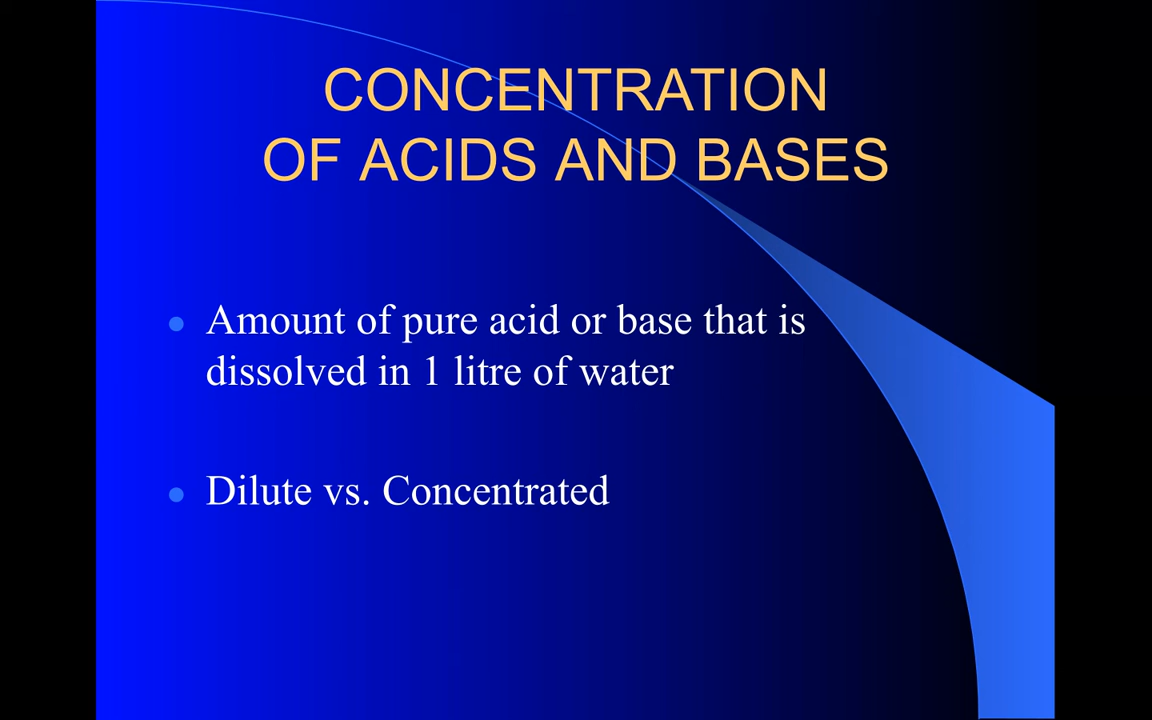 CONCENTRATION
OF ACIDS AND BASES
Amount of pure acid or base that is
dissolved in 1 litre of water
Dilute vs. Concentrated